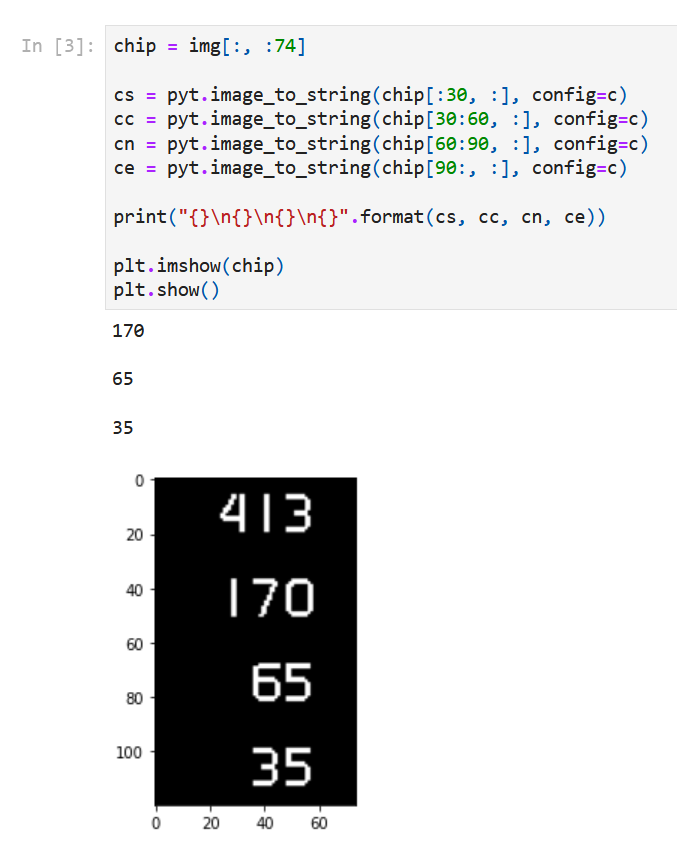 In [3]:
chip = img[:, :74]
cs = pyt.image_to_string(chip[:30, :], config=c)
cc = pyt.image_to_string(chip[30:60, :], config=c)
cn = pyt.image_to_string(chip[60:90, :], config=c)
ce = pyt.image_to_string(chip[90:, :], config=c)
print("{}\n{}\n{}\n{}".format(cs, cc, cn, ce))
plt.imshow(chip)
plt.show()
170
65
35
0
413
20
40
170
60
65
80
100
35
0 20 40 60